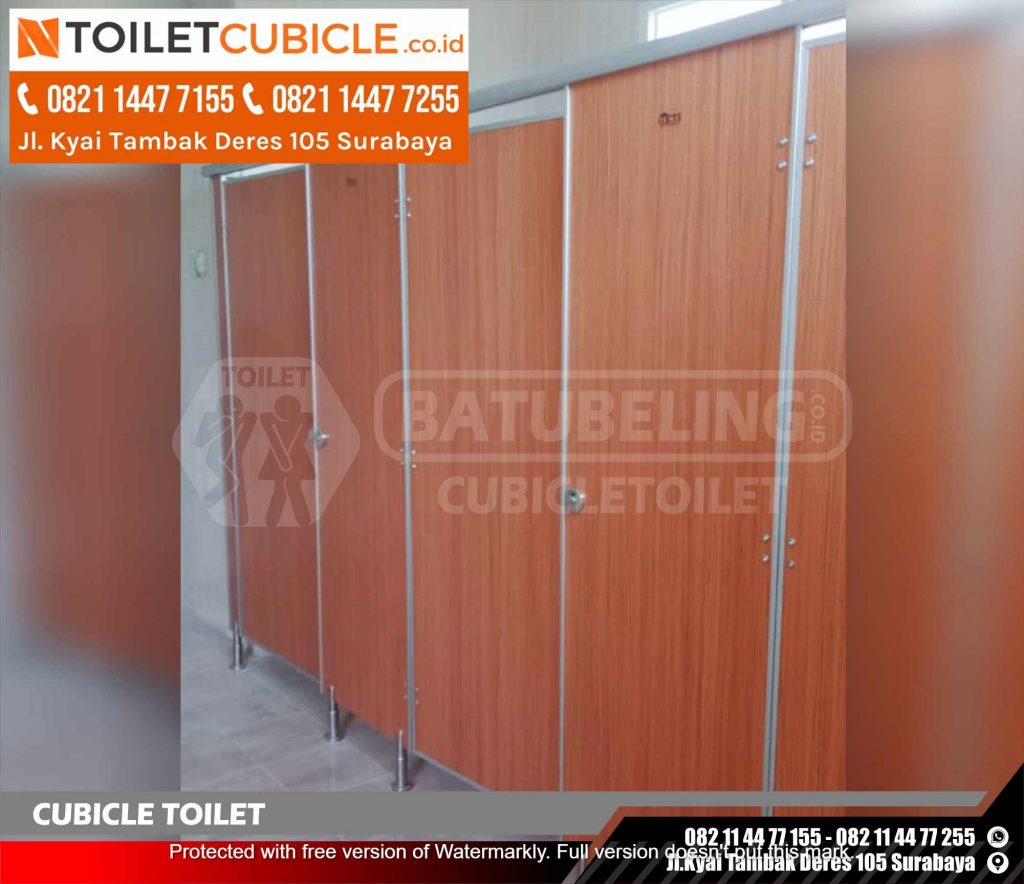 TOILETCUBICLE.co.id
0821 1447 7155 0821 1447 7255
Jl. Kyai Tambak Deres 105 Surabaya
TOILET
BATUBELING.CO.ID
CUBICLETOILET
CUBICLE TOILET
082 11 44 77 155 - 082 11 44 77 255
Protected with free version of Watermarkly. Full version doesn't put this mark.
Jl.Kyai Tambak Deres 105 Surabaya